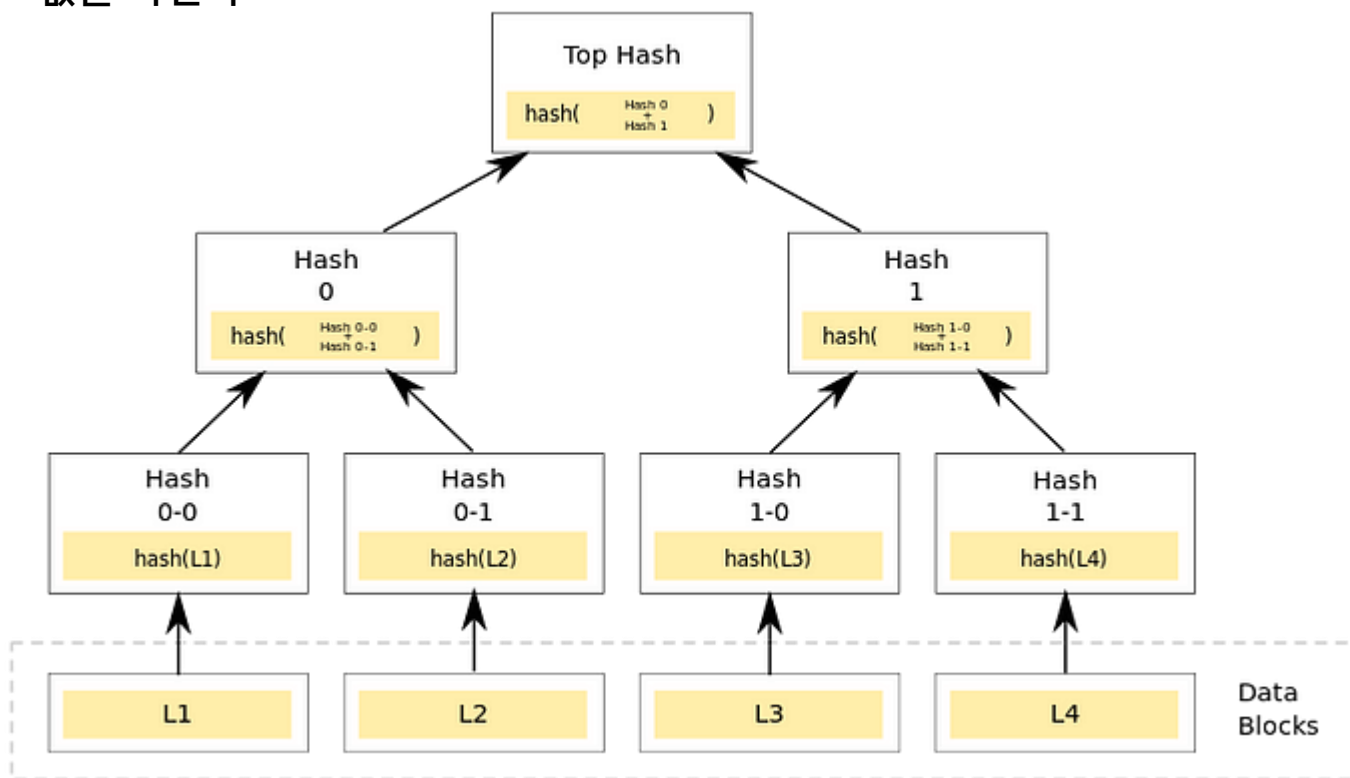 Top Hash
hash( Hash 0 + Hash 1 )
Hash
0
hash( Hash 0-0 + Hash 0-1 )
Hash
1
hash( Hash 1-0 + Hash 1-1 )
Hash
0-0
hash(L1)
Hash
0-1
hash(L2)
Hash
1-0
hash(L3)
Hash
1-1
hash(L4)
L1
L2
L3
L4
Data
Blocks